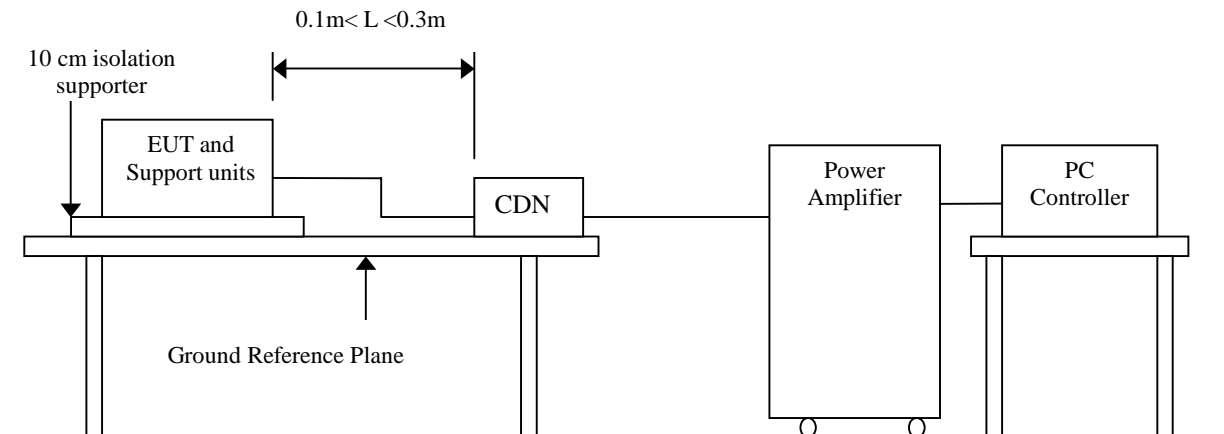 0.1m< L <0.3m
10 cm isolation
supporter
EUT and
Support units
CDN
Power
Amplifier
PC
Controller
Ground Reference Plane